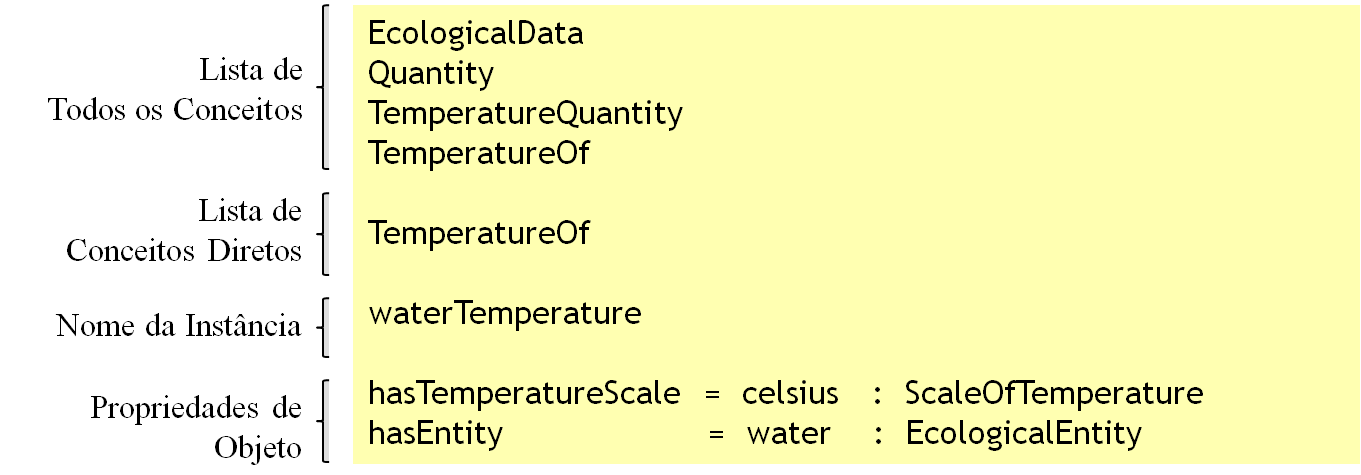 Lista de
Todos os Conceitos
EcologicalData
Quantity
TemperatureQuantity
TemperatureOf
Lista de
Conceitos Diretos
TemperatureOf
Nome da Instância
waterTemperature
Propriedades de
Objeto
hasTemperatureScale = celsius : ScaleOfTemperature
hasEntity = water : EcologicalEntity